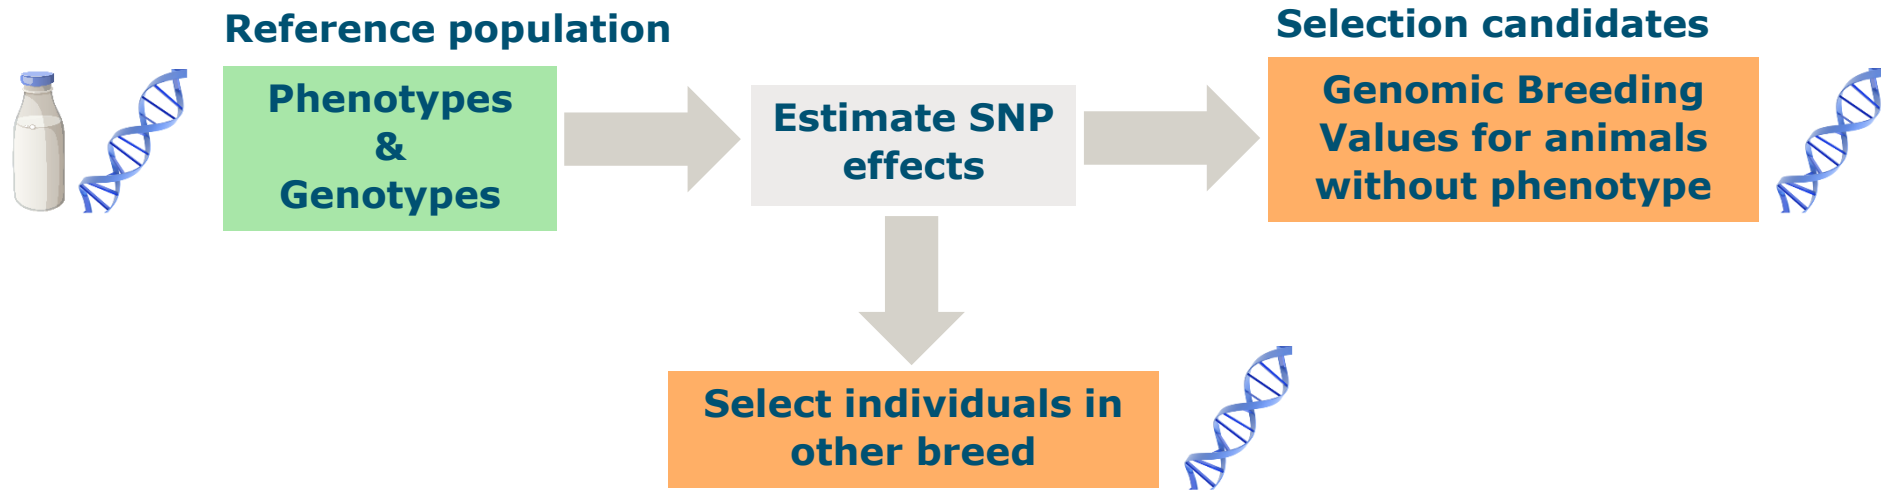 Reference population
Phenotypes
&
Genotypes
Estimate SNP
effects
Selection candidates
Genomic Breeding
Values for animals
without phenotype
Select individuals in
other breed